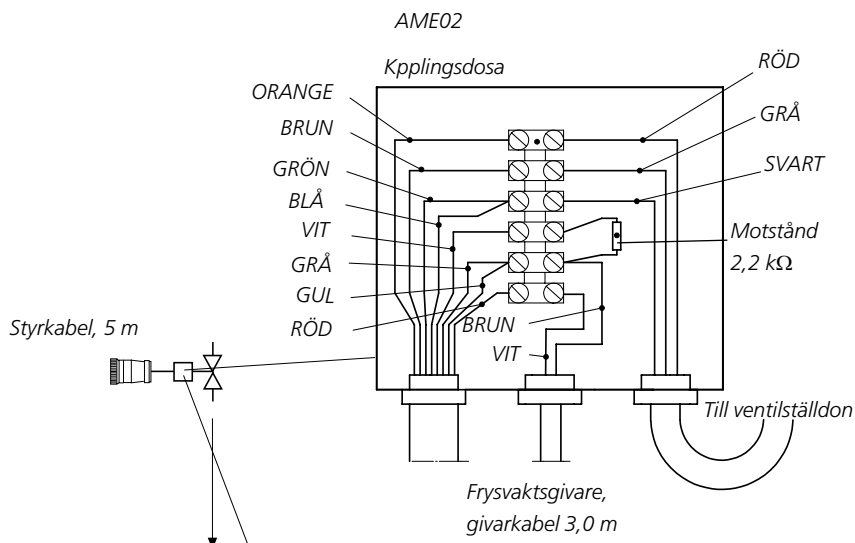 AME02
Kpplingsdosa
RÖD
ORANGE
GRÅ
BRUN
GRÖN
SVART
BLÅ
VIT
Motstånd
2,2 kΩ
GRÅ
GUL
RÖD
BRUN
VIT
Styrkabel, 5 m
Till ventilställdon
Frysvaktsgivare,
givarkabel 3,0 m